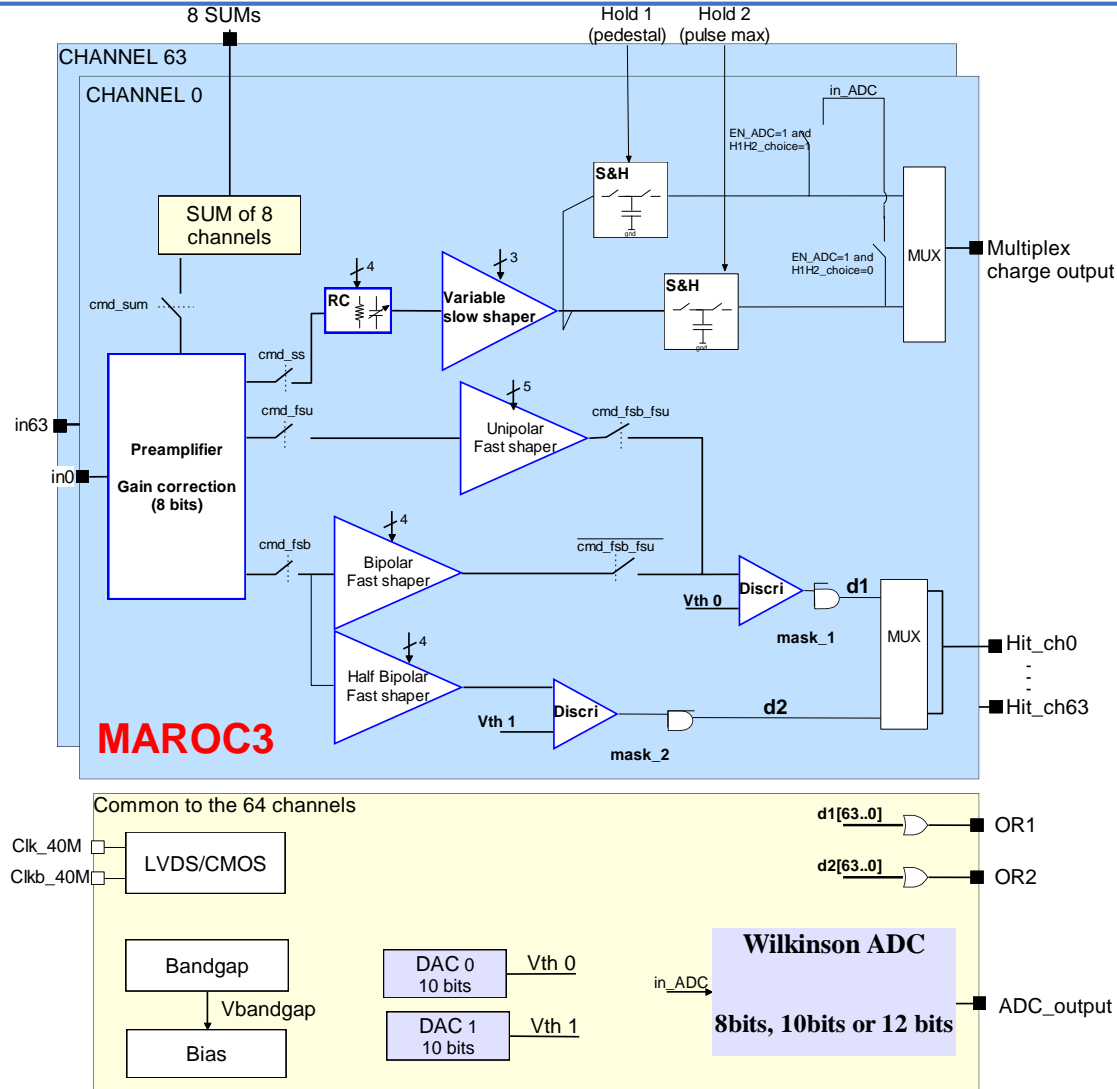 8 SUMs
Hold 1
(pedestal)
Hold 2
(pulse max)
CHANNEL 63
CHANNEL 0
in_ADC
EN_ADC=1 and
H1H2_choice=1
S&H
gnd
SUM of 8
channels
MUX
Multiplex
charge output
EN_ADC=1 and
H1H2_choice=0
4
3
RC
Variable
slow shaper
S&H
gnd
cmd_sum
cmd_ss
in63
in0
Preamplifier
Gain correction
(8 bits)
cmd_fsu
5
Unipolar
Fast shaper
cmd_fsb_fsu
cmd_fsb
4
Bipolar
Fast shaper
cmd_fsb_fsu
Discri
Vth 0
d1
mask_1
MUX
4
Half Bipolar
Fast shaper
Discri
Vth 1
d2
mask_2
Hit_ch0
Hit_ch63
MAROC3
Common to the 64 channels
d1[63..0]
OR1
Clk_40M
Clkb_40M
LVDS/CMOS
d2[63..0]
OR2
Bandgap
Vbandgap
Bias
DAC 0
10 bits
Vth 0
DAC 1
10 bits
Vth 1
in_ADC
Wilkinson ADC
8bits, 10bits or 12 bits
ADC_output